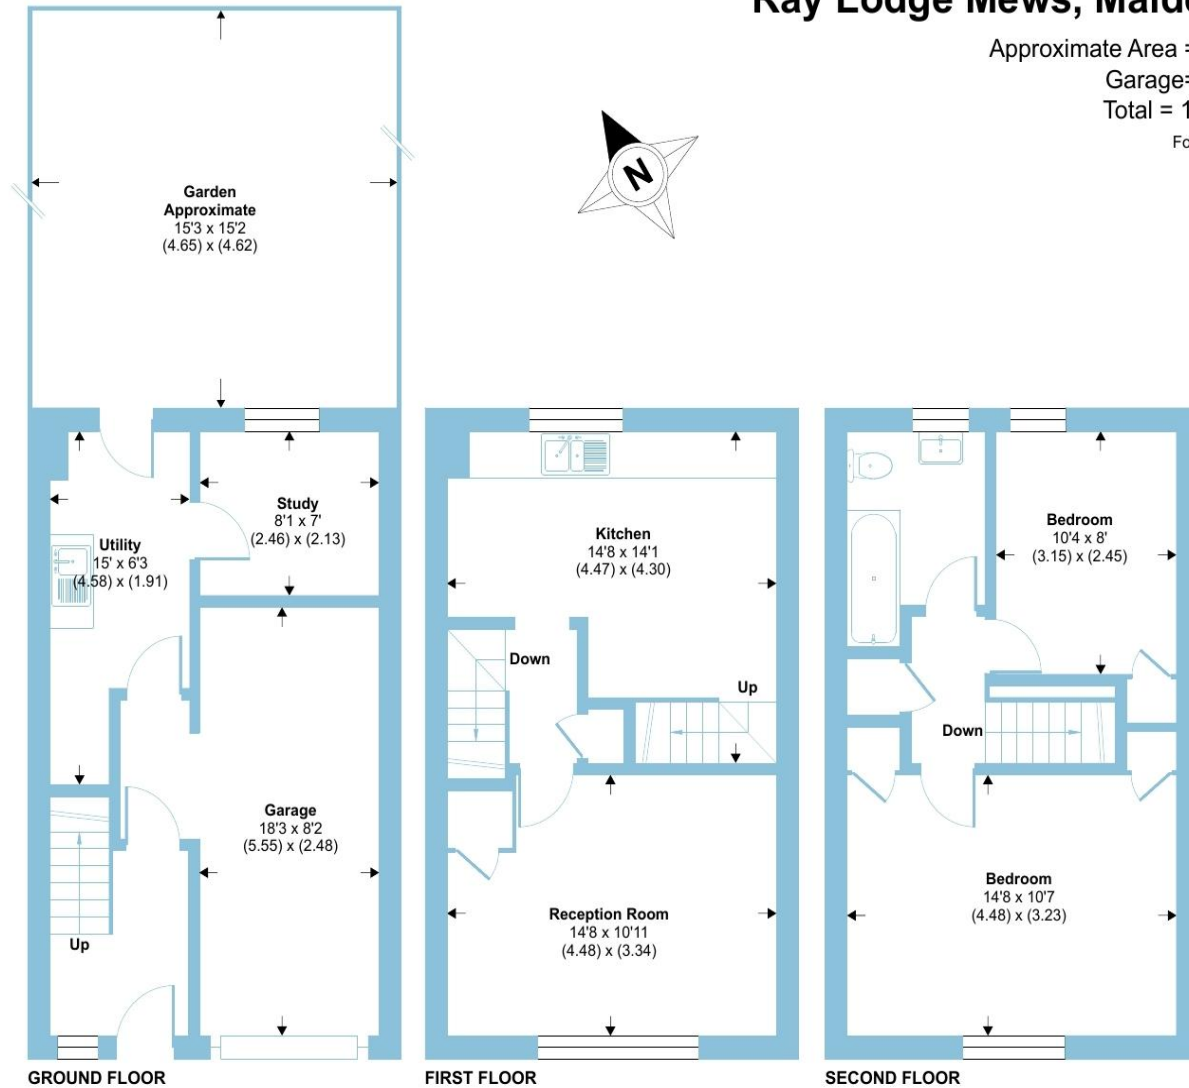 Ray Lodge Mews,
Approximate Area =
Garage=
Total = 1
N
Garden
Approximate
15'3 x 15'2
(4.65) x (4.62)
Study
8'1 x 7'
(2.46) x (2.13)
Utility
15' x 6'3
(4.58) x (1.91)
Garage
18'3 x 8'2
(5.55) x (2.48)
Up
GROUND FLOOR
Kitchen
14'8 x 14'1
(4.47) x (4.30)
Down
Up
Reception Room
14'8 x 10'11
(4.48) x (3.34)
FIRST FLOOR
Bedroom
10'4 x 8'
(3.15) x (2.45)
Down
Bedroom
14'8 x 10'7
(4.48) x (3.23)
SECOND FLOOR